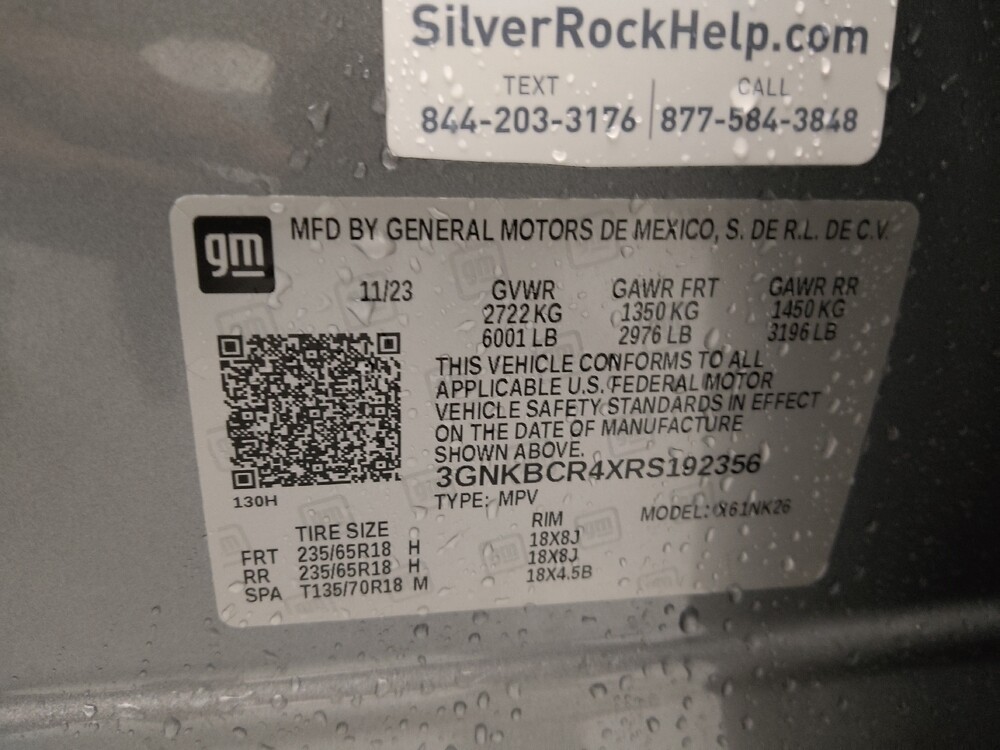 SilverRockHelp.com
TEXT CALL
844-203-3176 877-584-3848
gm MFD BY GENERAL MOTORS DE MEXICO, S. DE R.L. DE C.V.
11/23 GVWR GAWR FRT GAWR RR
2722 KG 1350 KG 1450 KG
6001 LB 2976 LB 3196 LB
THIS VEHICLE CONFORMS TO ALL
APPLICABLE U.S. FEDERAL MOTOR
VEHICLE SAFETY STANDARDS IN EFFECT
ON THE DATE OF MANUFACTURE
SHOWN ABOVE.
3GNKBCR4XRS192356
130H
TYPE: MPV MODEL: 61NK26
TIRE SIZE RIM
FRT 235/65R18 H 18X8J
RR 235/65R18 H 18X8J
SPA T135/70R18 M 18X4.5B